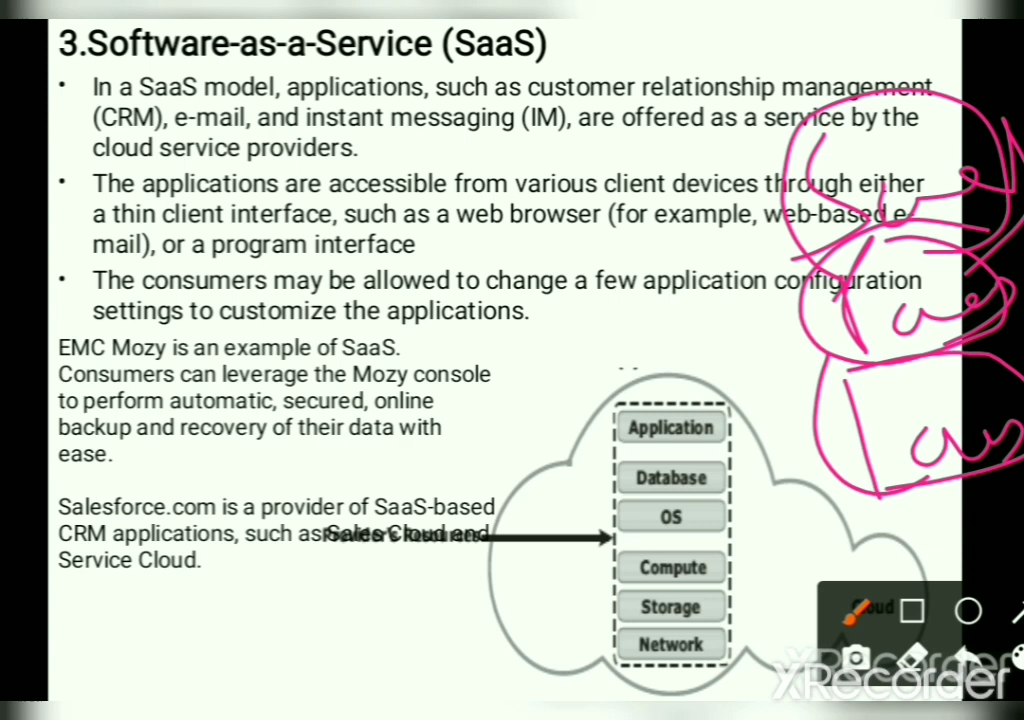 3.Software-as-a-Service (SaaS)
• In a SaaS model, applications, such as customer relationship management
(CRM), e-mail, and instant messaging (IM), are offered as a service by the
cloud service providers.
• The applications are accessible from various client devices through either
a thin client interface, such as a web browser (for example, web-based e-
mail), or a program interface
• The consumers may be allowed to change a few application configuration
settings to customize the applications.
EMC Mozy is an example of SaaS.
Consumers can leverage the Mozy console
to perform automatic, secured, online
backup and recovery of their data with
ease.
Salesforce.com is a provider of SaaS-based
CRM applications, such as Sales Cloud and
Service Cloud.
Provider's Resources
Application
Database
OS
Compute
Storage
Network
Cloud
XRecorder